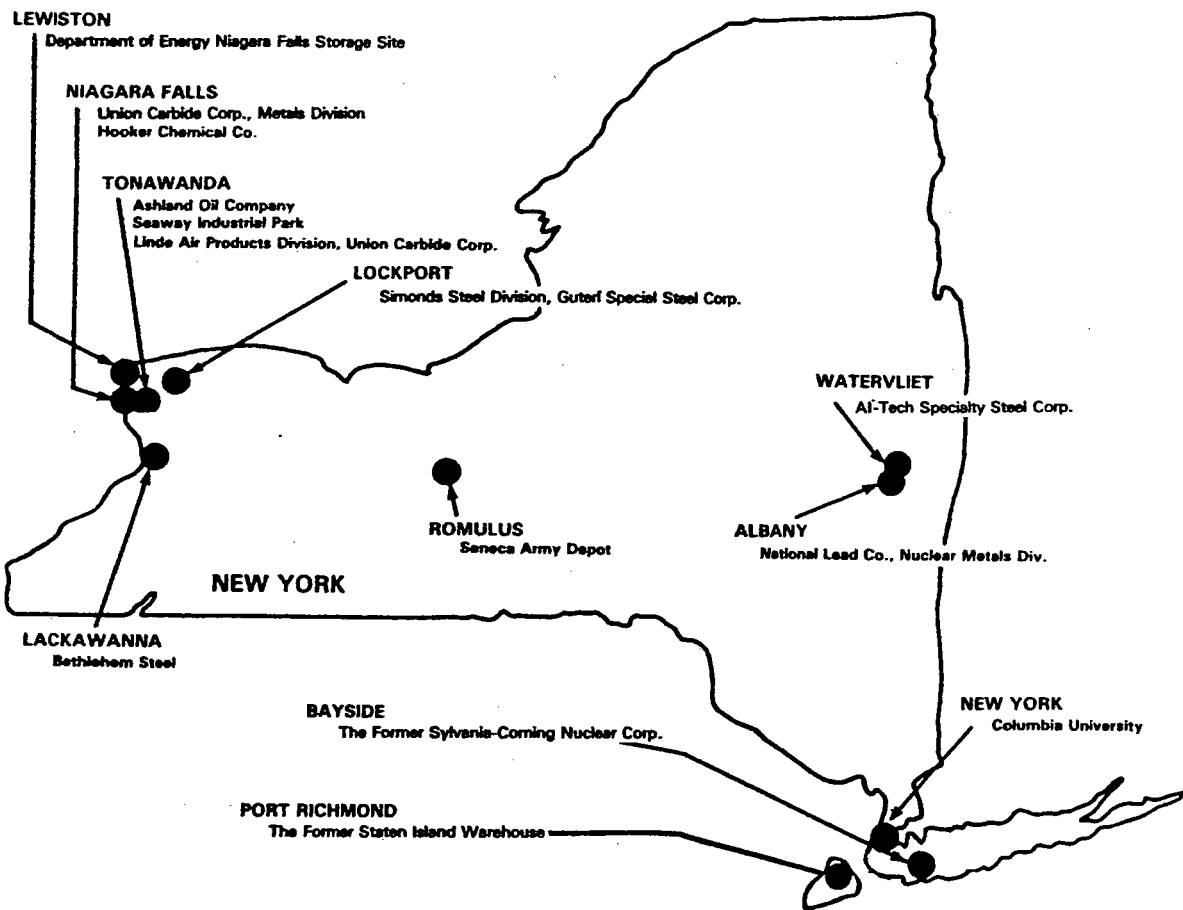 LEWISTON
Department of Energy Niagara Falls Storage Site
NIAGARA FALLS
Union Carbide Corp., Metals Division
Hooker Chemical Co.
TONAWANDA
Ashland Oil Company
Seaway Industrial Park
Linde Air Products Division, Union Carbide Corp.
LOCKPORT
Simonds Steel Division, Guterl Special Steel Corp.
WATERVLIET
Al-Tech Specialty Steel Corp.
ROMULUS
Seneca Army Depot
ALBANY
National Lead Co., Nuclear Metals Div.
NEW YORK
LACKAWANNA
Bethlehem Steel
BAYSIDE
The Former Sylvania-Corning Nuclear Corp.
NEW YORK
Columbia University
PORT RICHMOND
The Former Staten Island Warehouse